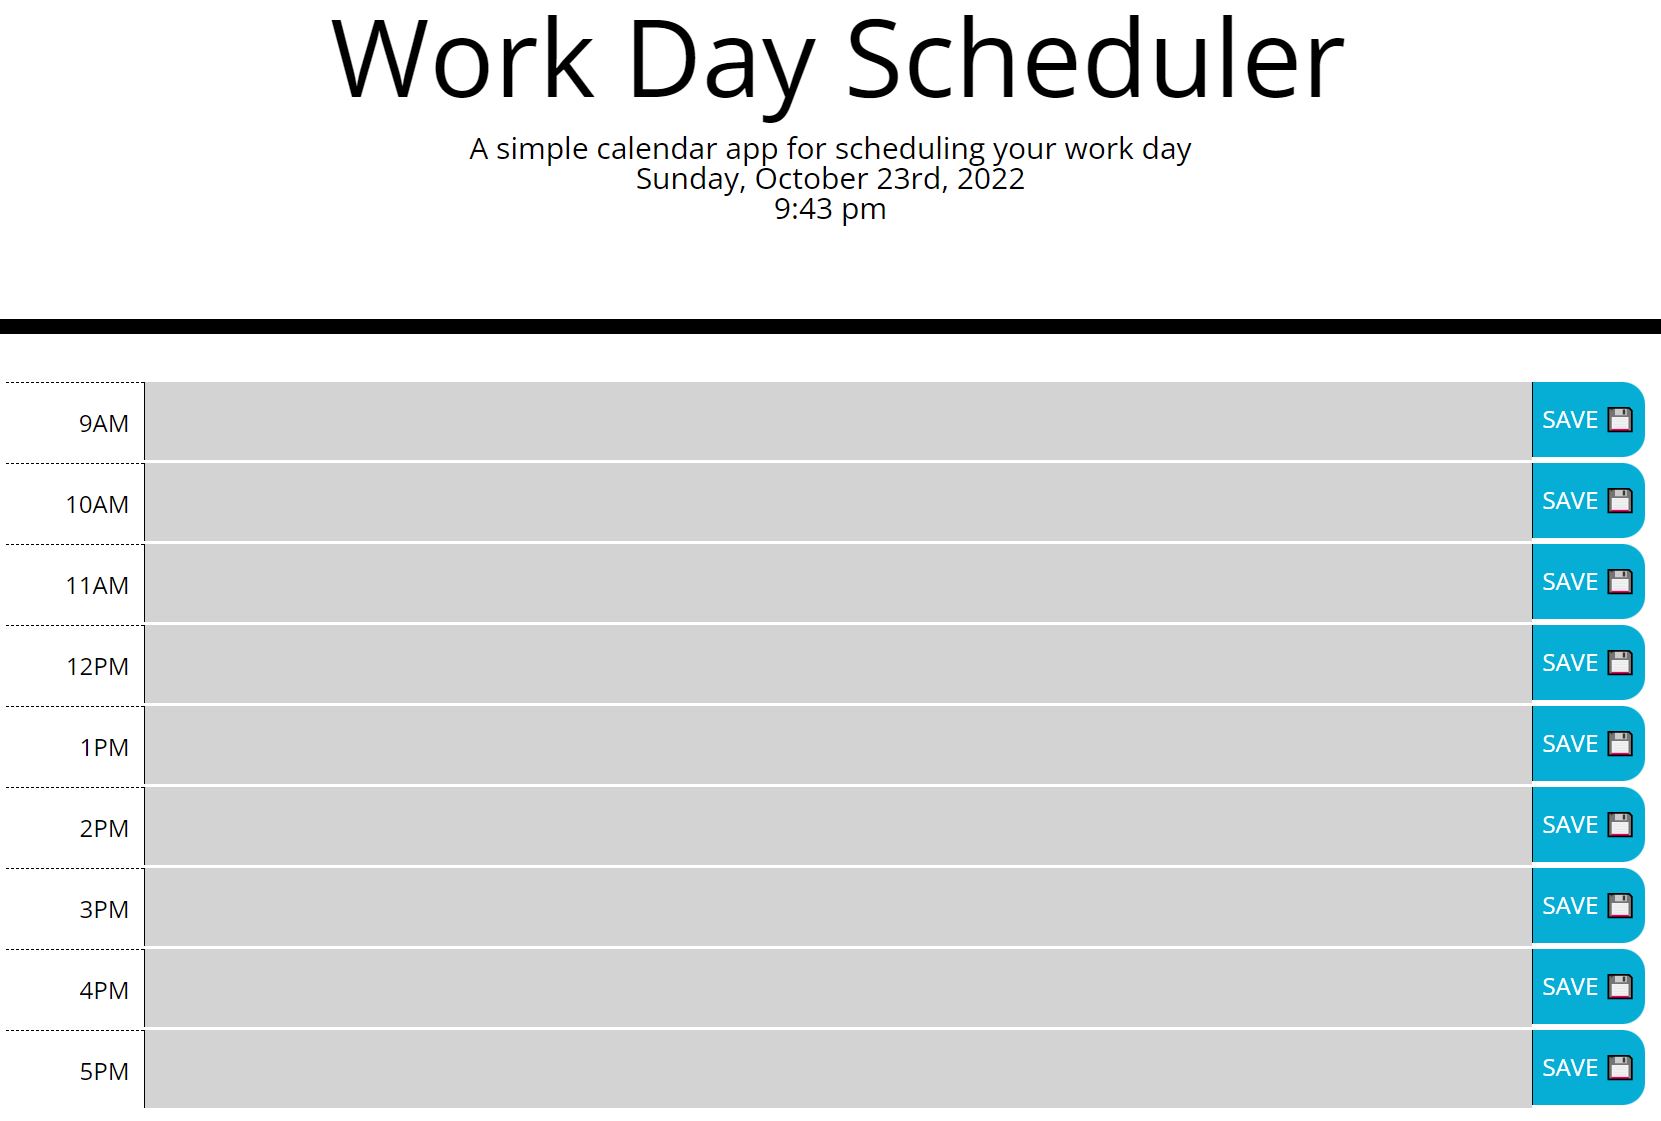 Work Day Scheduler
A simple calendar app for scheduling your work day
Sunday, October 23rd, 2022
9:43 pm
9AM SAVE
10AM SAVE
11AM SAVE
12PM SAVE
1PM SAVE
2PM SAVE
3PM SAVE
4PM SAVE
5PM SAVE